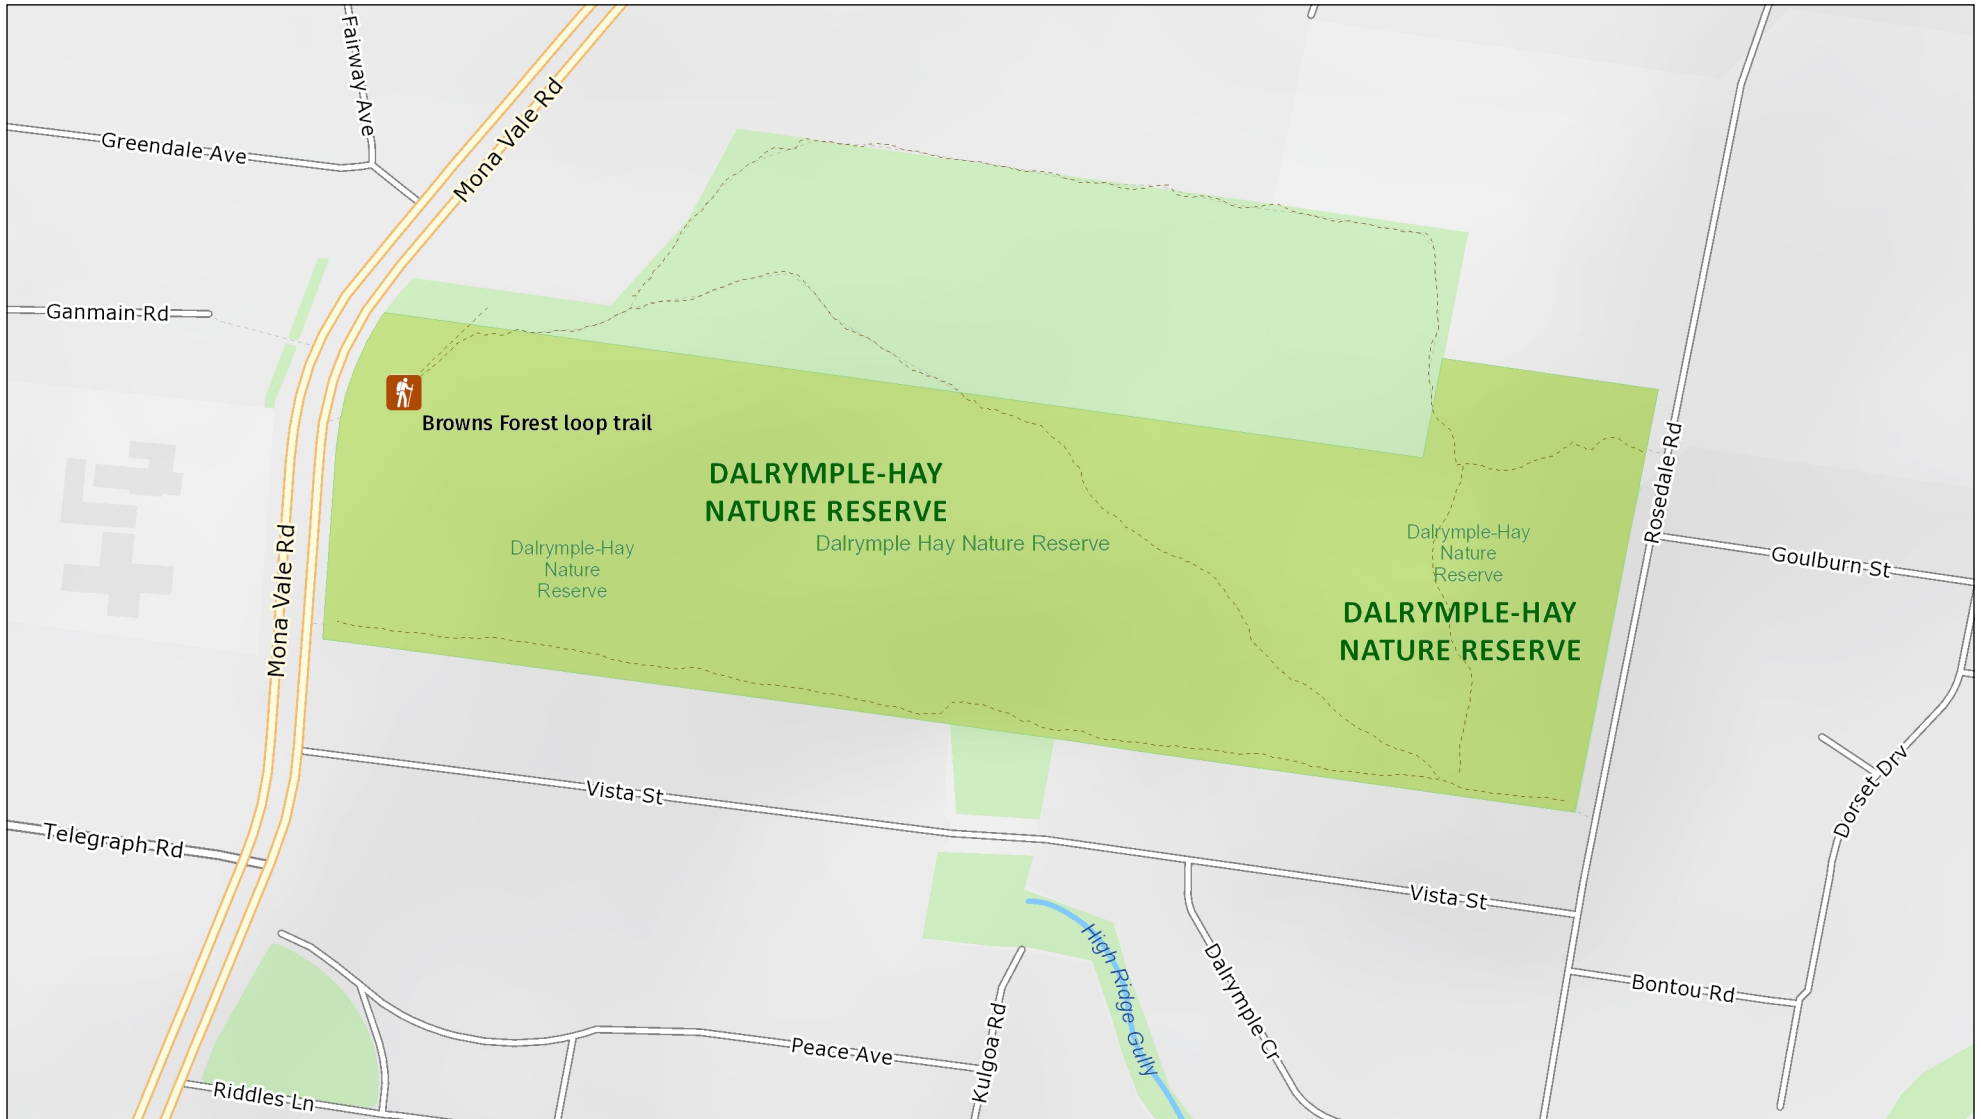 Fairway Ave
Greendale Ave
Mona Vale Rd
Ganmain Rd
Browns Forest loop trail
DALRYMPLE-HAY
NATURE RESERVE
Dalrymple Hay Nature Reserve
Dalrymple-Hay
Nature
Reserve
Dalrymple-Hay
Nature
Reserve
DALRYMPLE-HAY
NATURE RESERVE
Rosedale Rd
Goulburn St
Mona Vale Rd
Vista St
Telegraph Rd
Dorset Drv
Vista St
High Ridge Gully
Dalrymple Cr
Bontou Rd
Peace Ave
Kulgoa Rd
Riddles Ln